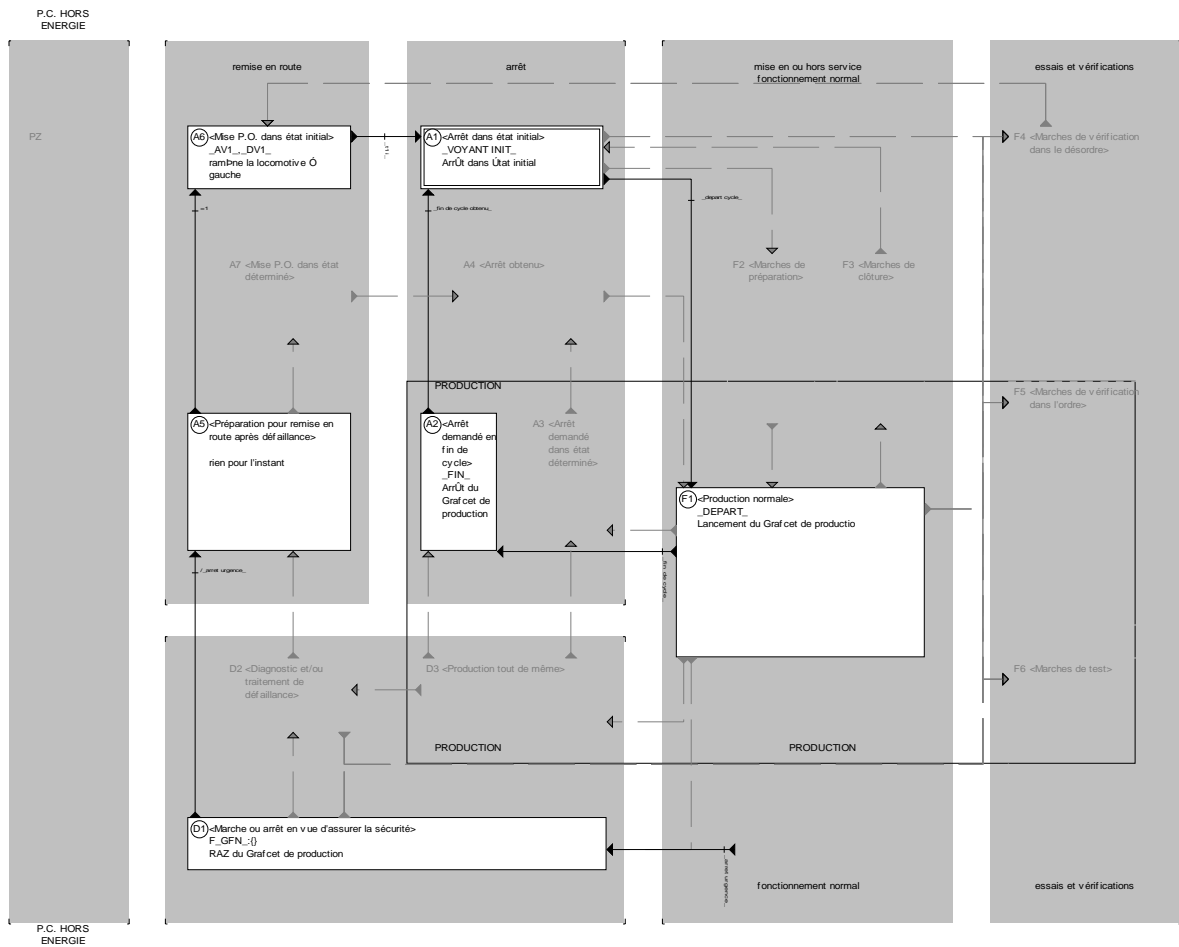 P.C. HORS
ENERGIE
remise en route
arrêt
mise en ou hors service
fonctionnement normal
essais et vérifications
PZ
A6 <Mise P.O. dans état initial>
_AV1_,_DV1_
ramÞne la locomotive Ó
gauche
_t1i_
A1 <Arrêt dans état initial>
_VOYANT INIT_
ArrÛt dans Útat initial
F4 <Marches de vérification
dans le désordre>
=1
_fin de cycle obtenu_
_depart cycle_
A7 <Mise P.O. dans état
déterminé>
A4 <Arrêt obtenu>
F2 <Marches de
préparation>
F3 <Marches de
clôture>
PRODUCTION
F5 <Marches de vérification
dans l'ordre>
A5 <Préparation pour remise en
route après défaillance>
rien pour l'instant
A2 <Arrêt
demandé en
fin de
cycle>
_FIN_
ArrÛt du
Grafcet de
production
A3 <Arrêt
demandé
dans état
déterminé>
F1 <Production normale>
_DEPART_
Lancement du Grafcet de productio
/_arret urgence_
_fin de cycle_
D2 <Diagnostic et/ou
traitement de
défaillance>
D3 <Production tout de même>
F6 <Marches de test>
PRODUCTION
PRODUCTION
D1 <Marche ou arrêt en vue d'assurer la sécurité>
F_GFN_:{}
RAZ du Grafcet de production
_arret urgence_
fonctionnement normal
essais et vérifications
P.C. HORS
ENERGIE